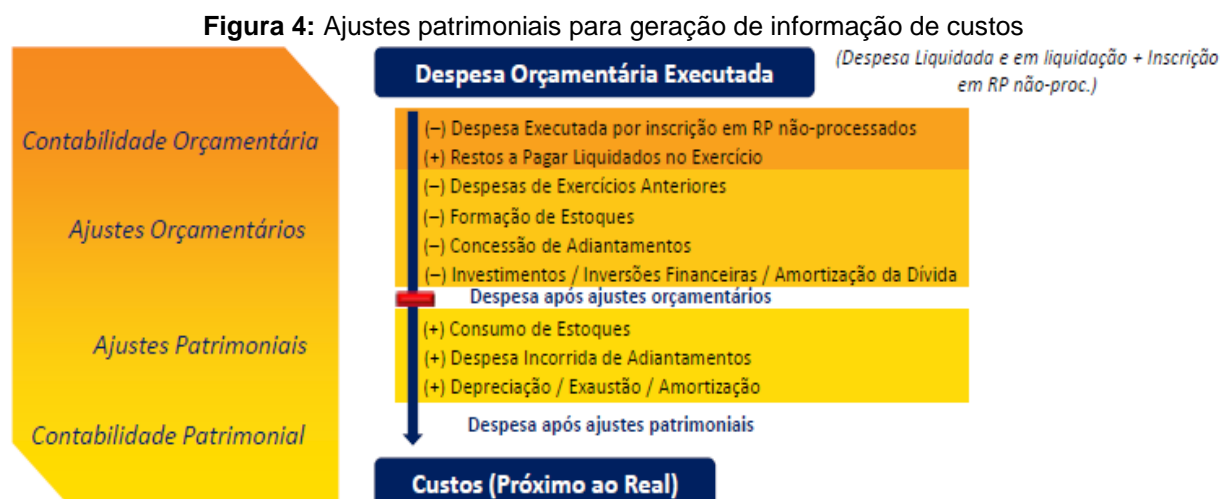 Figura 4: Ajustes patrimoniais para geração de informação de custos
Despesa Orçamentária Executada
(Despesa Liquidada e em liquidação + Inscrição
em RP não-proc.)
Contabilidade Orçamentária
(–) Despesa Executada por inscrição em RP não-processados
(+) Restos a Pagar Liquidados no Exercício
Ajustes Orçamentários
(–) Despesas de Exercícios Anteriores
(–) Formação de Estoques
(–) Concessão de Adiantamentos
(–) Investimentos / Inversões Financeiras / Amortização da Dívida
Despesa após ajustes orçamentários
Ajustes Patrimoniais
(+) Consumo de Estoques
(+) Despesa Incorrida de Adiantamentos
(+) Depreciação / Exaustão / Amortização
Contabilidade Patrimonial
Despesa após ajustes patrimoniais
Custos (Próximo ao Real)